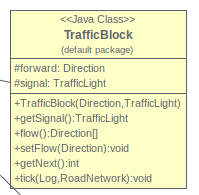 <<Java Class>>
TrafficBlock
(default package)
#forward: Direction
#signal: TrafficLight
+TrafficBlock(Direction,TrafficLight)
+getSignal():TrafficLight
+flow():Direction[]
+setFlow(Direction):void
+getNext():int
+tick(Log,RoadNetwork):void